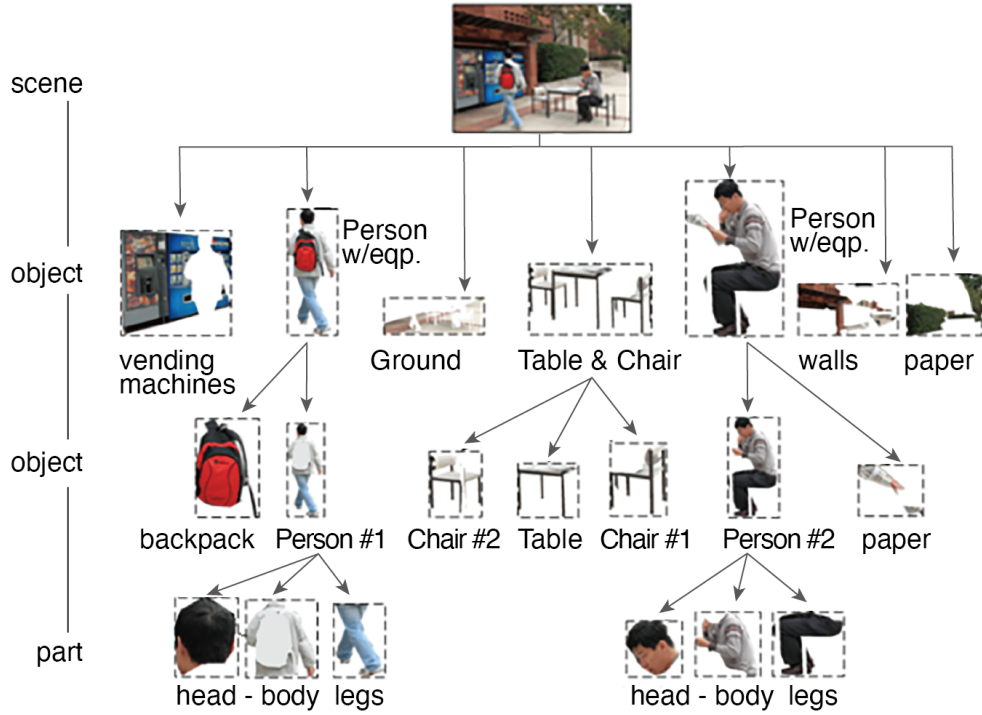 scene
Person
w/eqp.
Person
w/eqp.
object
vending
machines
Ground
Table & Chair
walls
paper
object
backpack
Person #1
Chair #2
Table
Chair #1
Person #2
paper
part
head - body legs
head - body legs